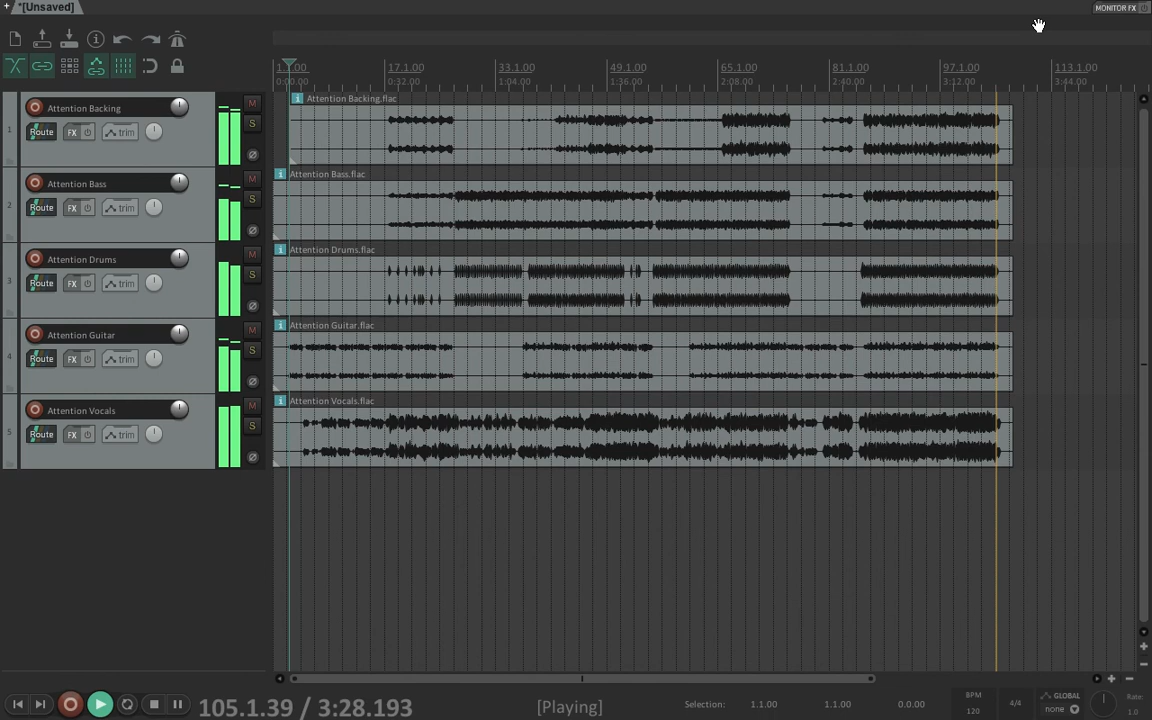 *[Unsaved]
MONITOR FX
1.1.00 17.1.00 33.1.00 49.1.00 65.1.00 81.1.00 97.1.00 113.1.00
0:00.00 0:32.00 1:04.00 1:36.00 2:08.00 2:40.00 3:12.00 3:44.00
Attention Backing.flac
1 Attention Backing M
Route FX trim S
Attention Bass.flac
2 Attention Bass M
Route FX trim S
Attention Drums.flac
3 Attention Drums M
Route FX trim S
Attention Guitar.flac
4 Attention Guitar M
Route FX trim S
Attention Vocals.flac
5 Attention Vocals M
Route FX trim S
105.1.39 / 3:28.193 [Playing] Selection: 1.1.00 1.1.00 0.0.00
BPM 120 4/4 GLOBAL none Rate: 1.0